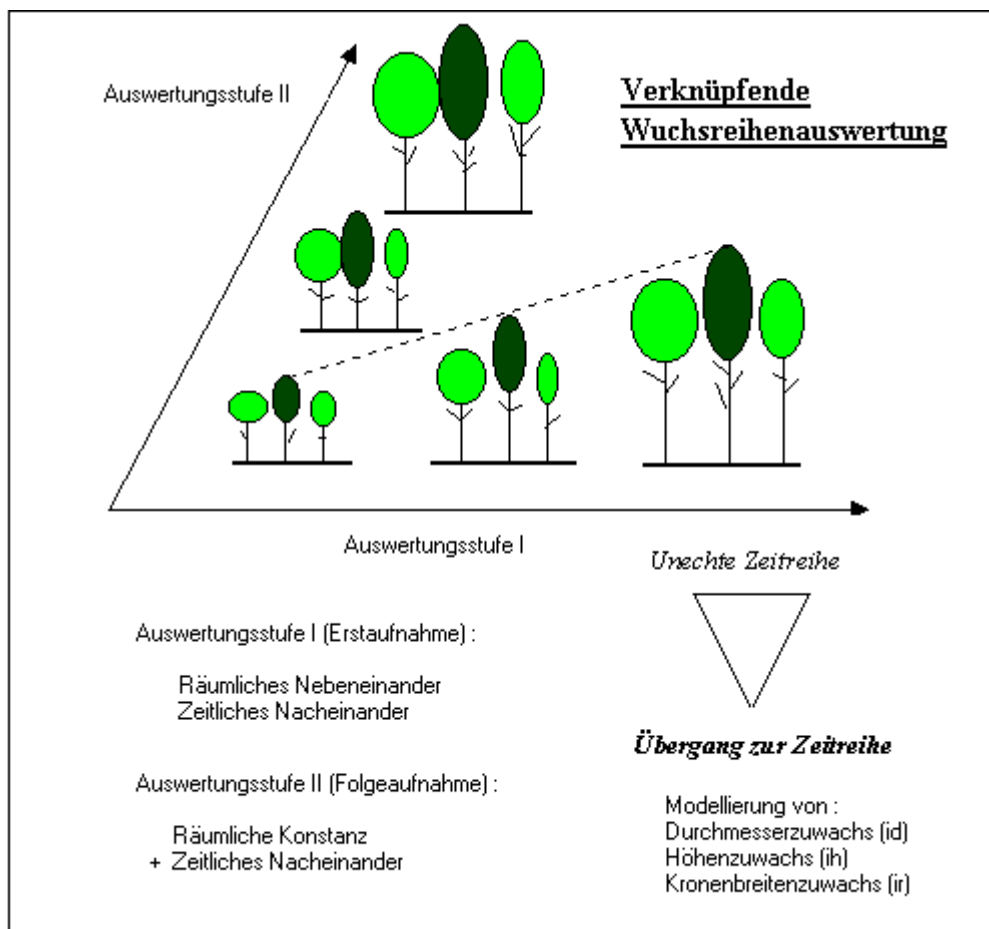 Auswertungsstufe II
Verknüpfende
Wuchsreihenauswertung
Auswertungsstufe I
Unechte Zeitreihe
Auswertungsstufe I (Erstaufnahme) :
Räumliches Nebeneinander
Zeitliches Nacheinander
Übergang zur Zeitreihe
Auswertungsstufe II (Folgeaufnahme) :
Räumliche Konstanz
+ Zeitliches Nacheinander
Modellierung von :
Durchmesserzuwachs (id)
Höhenzuwachs (ih)
Kronenbreitenzuwachs (ir)